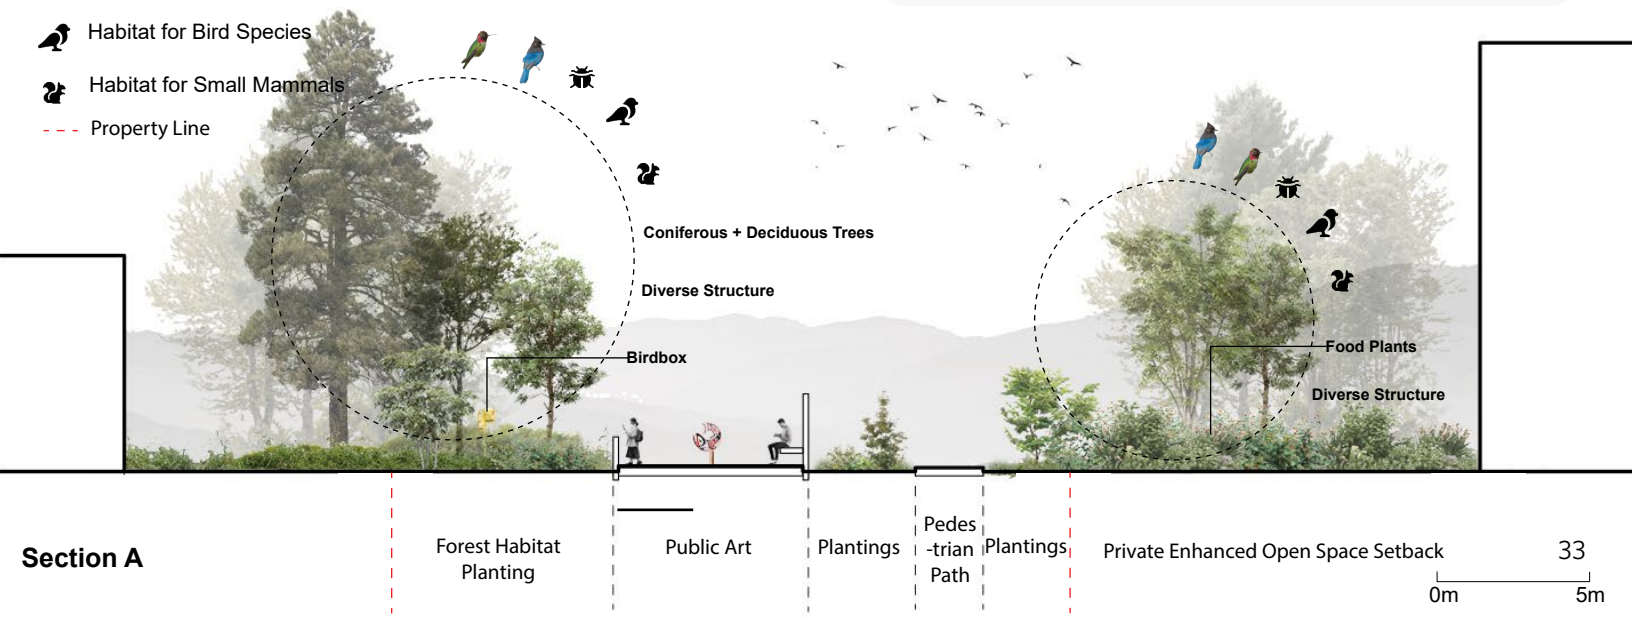 Habitat for Bird Species
Habitat for Small Mammals
Property Line
Coniferous + Deciduous Trees
Diverse Structure
Birdbox
Food Plants
Diverse Structure
Section A
Forest Habitat
Planting
Public Art
Plantings
Pedes
-trian
Path
Plantings
Private Enhanced Open Space Setback
33
0m
5m